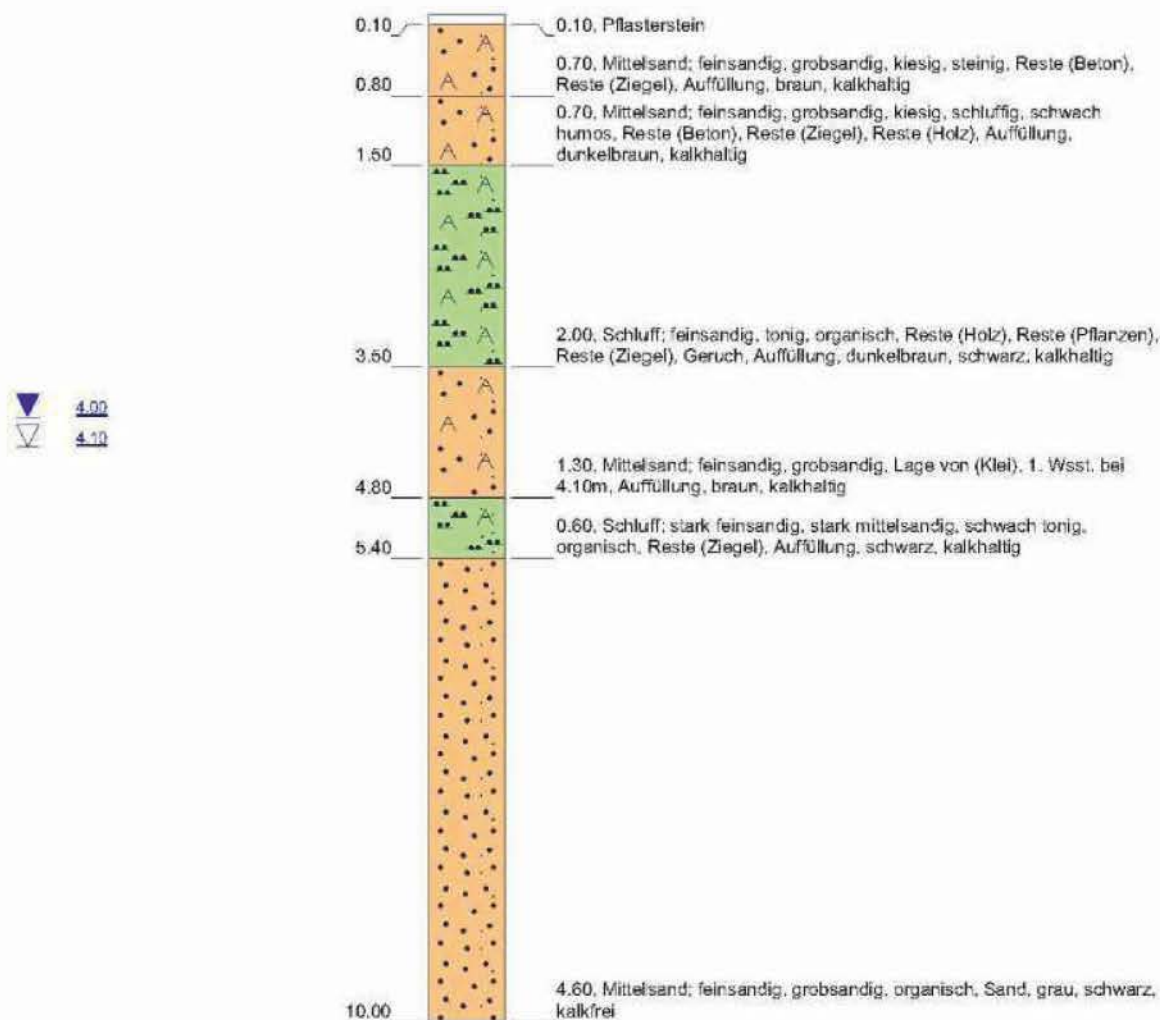 0.10
0.10, Pflasterstein
0.70, Mittelsand; feinsandig, grobsandig, kiesig, steinig, Reste (Beton),
0.80
Reste (Ziegel), Auffüllung, braun, kalkhaltig
0.70, Mittelsand; feinsandig, grobsandig, kiesig, schluffig, schwach
humos, Reste (Beton), Reste (Ziegel), Reste (Holz), Auffüllung,
1.50
dunkelbraun, kalkhaltig
2.00, Schluff; feinsandig, tonig, organisch, Reste (Holz), Reste (Pflanzen),
3.50
Reste (Ziegel), Geruch, Auffüllung, dunkelbraun, schwarz, kalkhaltig
4.00
4.10
1.30, Mittelsand; feinsandig, grobsandig, Lage von (Klei), 1. Wsst. bei
4.80
4.10m, Auffüllung, braun, kalkhaltig
0.60, Schluff; stark feinsandig, stark mittelsandig, schwach tonig,
5.40
organisch, Reste (Ziegel), Auffüllung, schwarz, kalkhaltig
4.60, Mittelsand; feinsandig, grobsandig, organisch, Sand, grau, schwarz,
10.00
kalkfrei